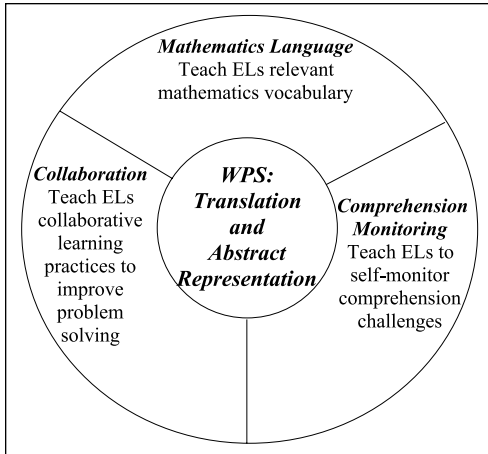 Mathematics Language
Teach ELs relevant
mathematics vocabulary
Collaboration
Teach ELs
collaborative
learning
practices to
improve
problem
solving
WPS:
Translation
and
Abstract
Representation
Comprehension
Monitoring
Teach ELs to
self-monitor
comprehension
challenges